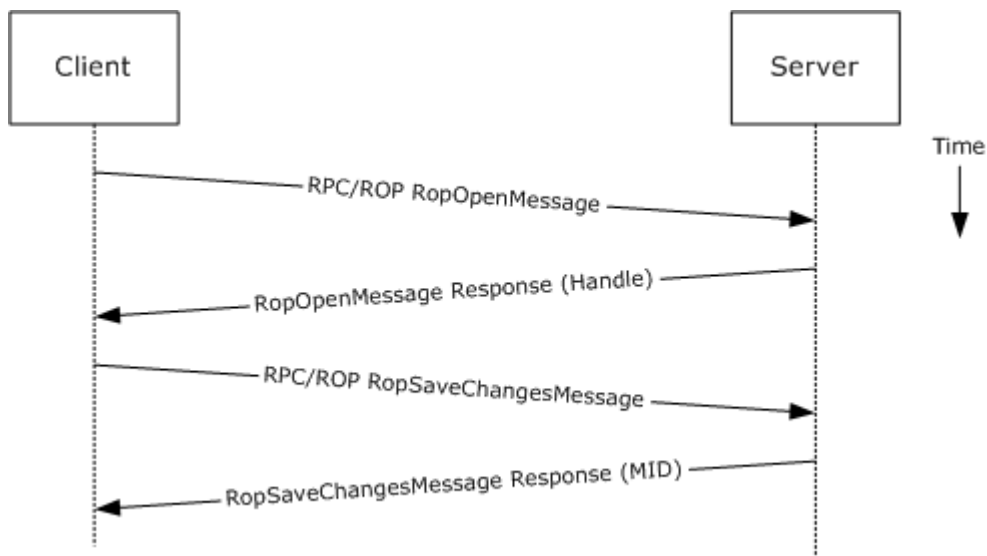 Client
Server
Time
RPC/ROP RopOpenMessage
RopOpenMessage Response (Handle)
RPC/ROP RopSaveChangesMessage
RopSaveChangesMessage Response (MID)